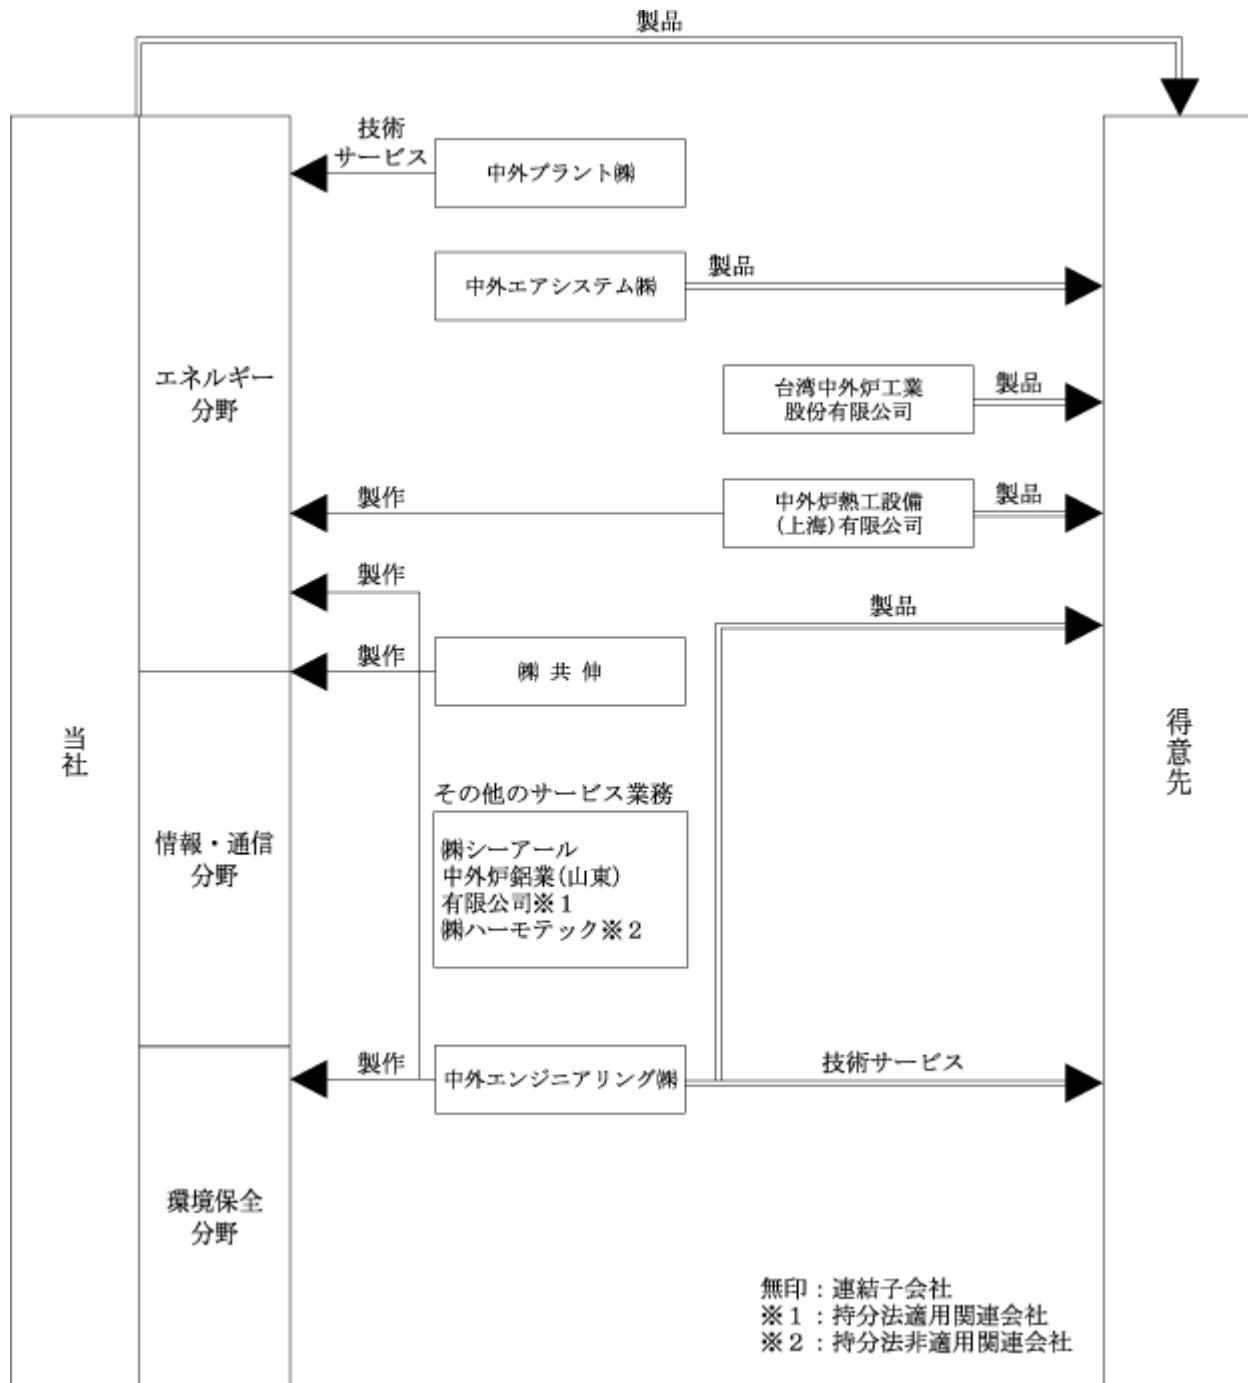 製品
技術
サービス
中外プラント㈱
中外エアシステム㈱
製品
エネルギー
分野
台湾中外炉工業
股份有限公司
製品
製作
中外炉熱工設備
(上海)有限公司
製品
製作
製品
製作
㈱ 共 伸
当社
得意先
その他のサービス業務
情報・通信
分野
㈱シーアール
中外炉鋁業(山東)
有限公司※１
㈱ハーモテック※２
製作
中外エンジニアリング㈱
技術サービス
環境保全
分野
無印：連結子会社
※１：持分法適用関連会社
※２：持分法非適用関連会社